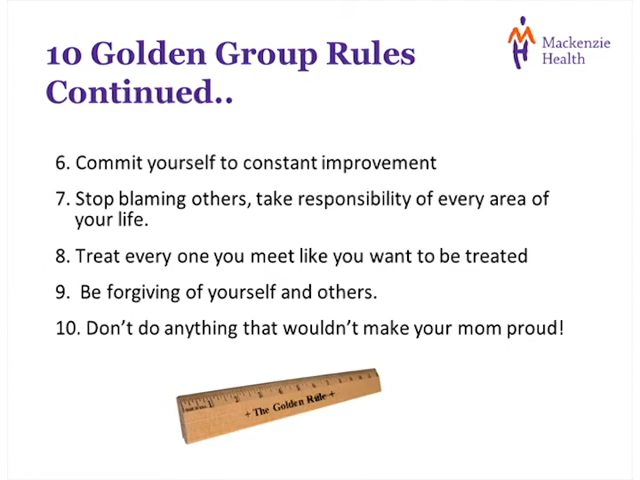 10 Golden Group Rules
Continued..
Mackenzie
Health
6. Commit yourself to constant improvement
7. Stop blaming others, take responsibility of every area of
your life.
8. Treat every one you meet like you want to be treated
9. Be forgiving of yourself and others.
10. Don't do anything that wouldn't make your mom proud!
+ The Golden Rule +